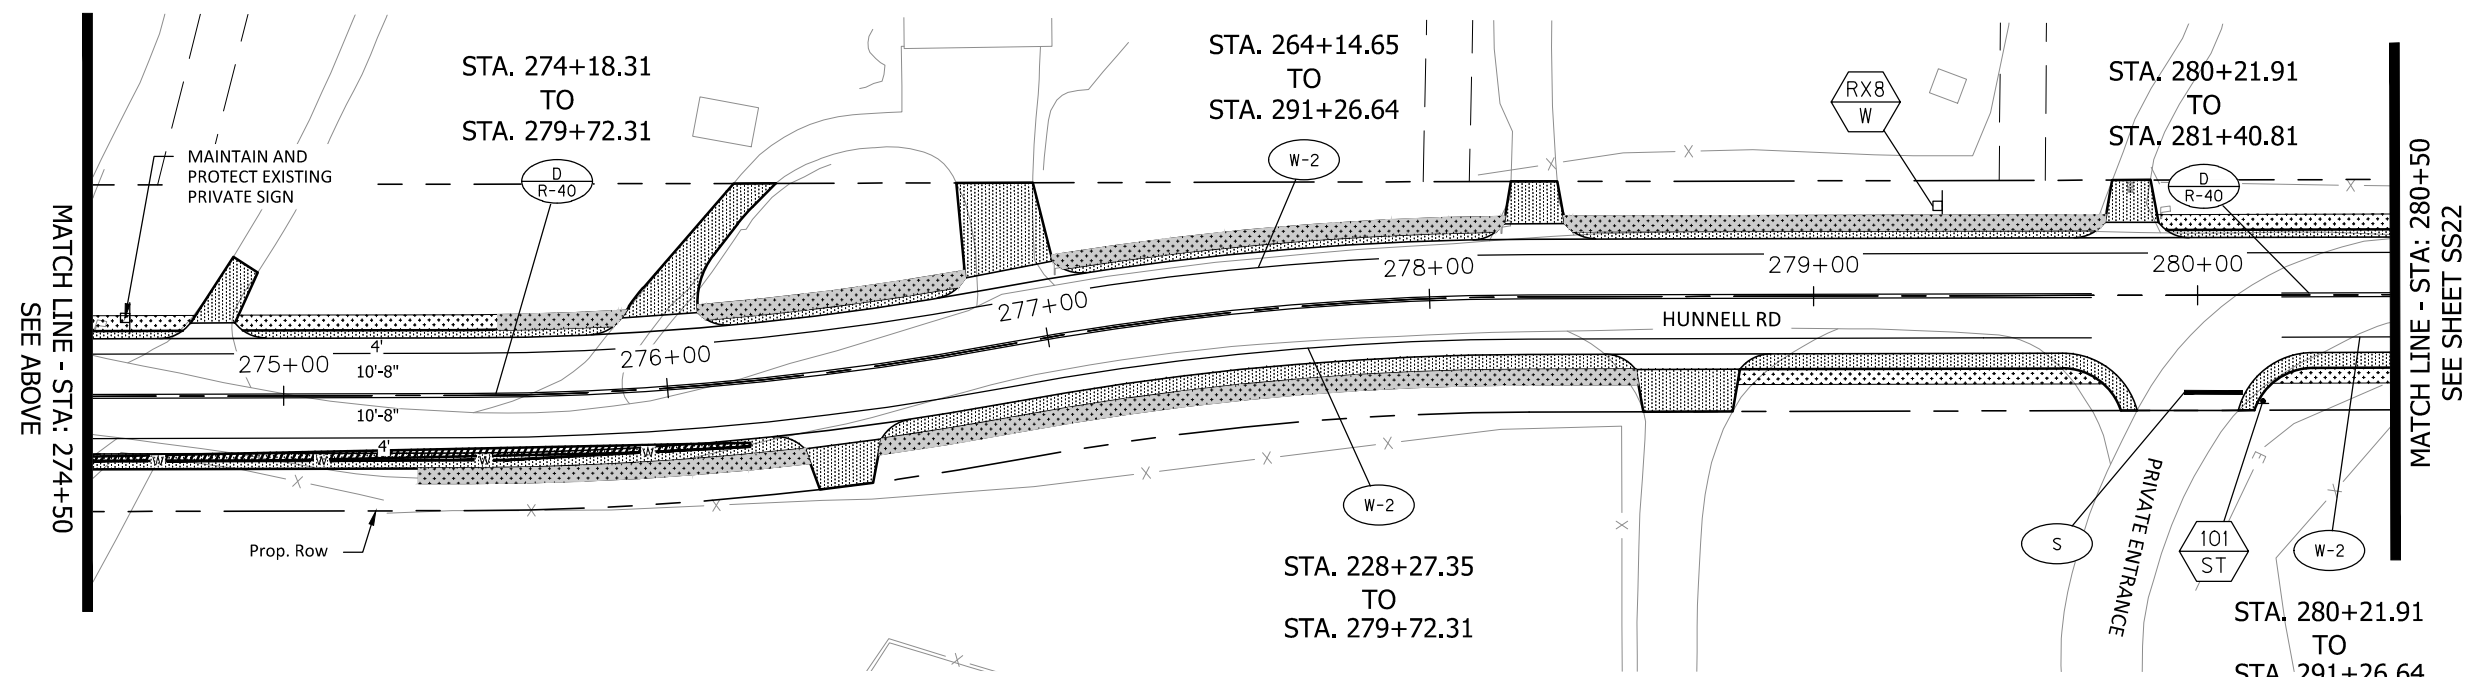 STA. 274+18.31
TO
STA. 279+72.31
D
R-40
STA. 264+14.65
TO
STA. 291+26.64
W-2
RX8
W
STA. 280+21.91
TO
STA. 281+40.81
D
R-40
MAINTAIN AND
PROTECT EXISTING
PRIVATE SIGN
MATCH LINE - STA: 274+50
SEE ABOVE
MATCH LINE - STA: 280+50
SEE SHEET SS22
275+00
276+00
277+00
278+00
279+00
280+00
4'
10'-8"
10'-8"
4'
HUNNELL RD
W
W
W
W
X
X
X
X
X
X
X
X
X
X
X
X
X
E
Prop. Row
W-2
STA. 228+27.35
TO
STA. 279+72.31
S
PRIVATE ENTRANCE
101
ST
W-2
STA. 280+21.91
TO
STA. 291+26.64